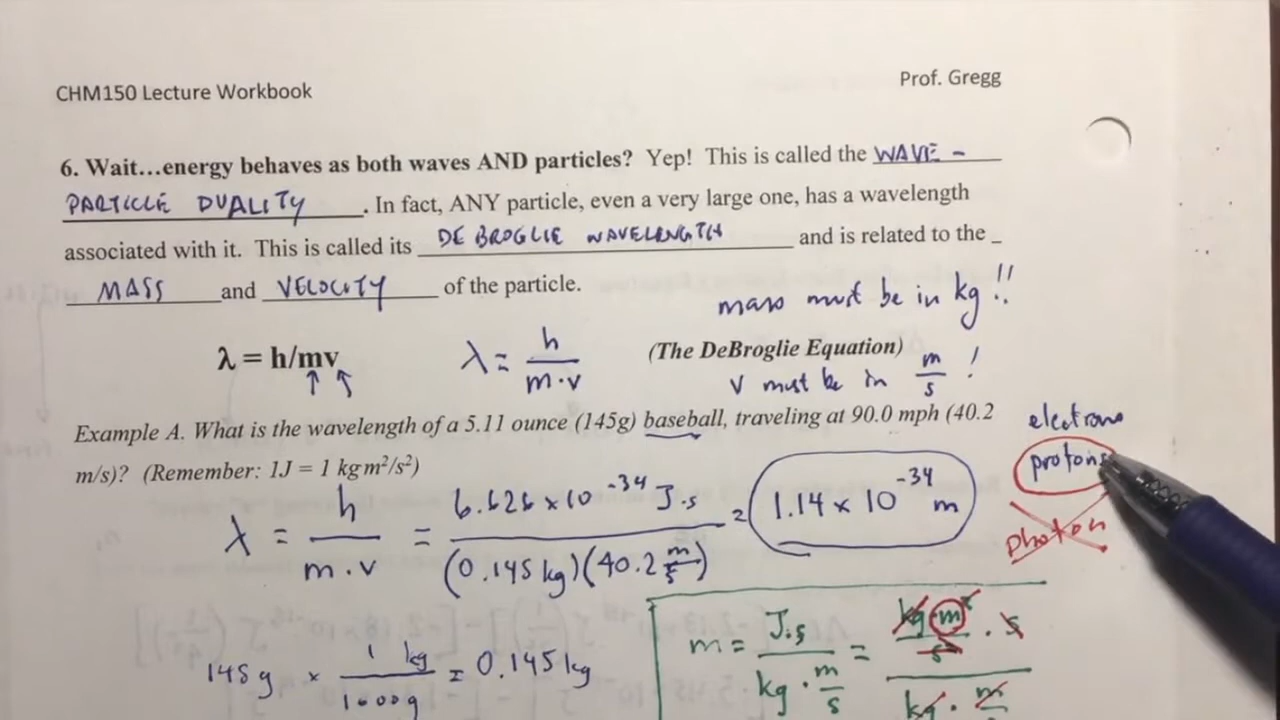 CHM150 Lecture Workbook
Prof. Gregg
6. Wait…energy behaves as both waves AND particles? Yep! This is called the WAVE -
PARTICLE DUALITY . In fact, ANY particle, even a very large one, has a wavelength
associated with it. This is called its DE BROGLIE WAVELENGTH and is related to the _
MASS and VELOCITY of the particle.
mass must be in kg!!
λ = h/mv λ = h / m·v (The DeBroglie Equation)
v must be in m/s !
Example A. What is the wavelength of a 5.11 ounce (145g) baseball, traveling at 90.0 mph (40.2
m/s)? (Remember: 1J = 1 kgm²/s²)
electrons
protons
photon
λ = h / m·v = 6.626 x 10⁻³⁴ J·s / (0.145 kg)(40.2 m/s) = 1.14 x 10⁻³⁴ m
145 g x 1 kg / 1000g = 0.145 kg
m = J·s / kg·m/s = kg·m²/s² · s / kg · m/s